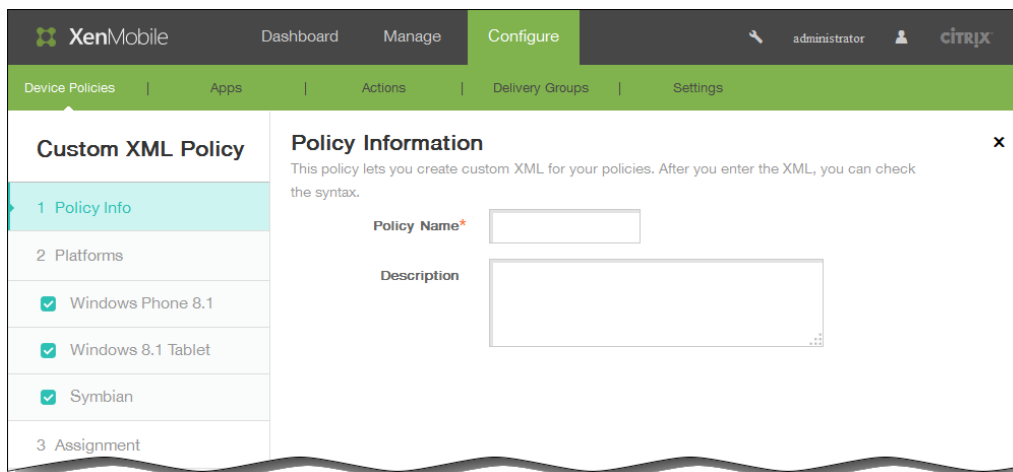 XenMobile Dashboard Manage Configure administrator CİTRIX
Device Policies | Apps | Actions | Delivery Groups | Settings
Custom XML Policy
1 Policy Info
2 Platforms
Windows Phone 8.1
Windows 8.1 Tablet
Symbian
3 Assignment
Policy Information
This policy lets you create custom XML for your policies. After you enter the XML, you can check
the syntax.
Policy Name*
Description